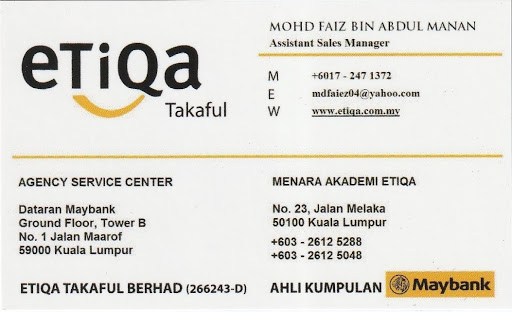 eTiQa
Takaful
MOHD FAIZ BIN ABDUL MANAN
Assistant Sales Manager
M +6017 - 247 1372
E mdfaiez04@yahoo.com
W www.etiqa.com.my
AGENCY SERVICE CENTER
Dataran Maybank
Ground Floor, Tower B
No. 1 Jalan Maarof
59000 Kuala Lumpur
MENARA AKADEMI ETIQA
No. 23, Jalan Melaka
50100 Kuala Lumpur
+603 - 2612 5288
+603 - 2612 5048
ETIQA TAKAFUL BERHAD (266243-D)
AHLI KUMPULAN Maybank